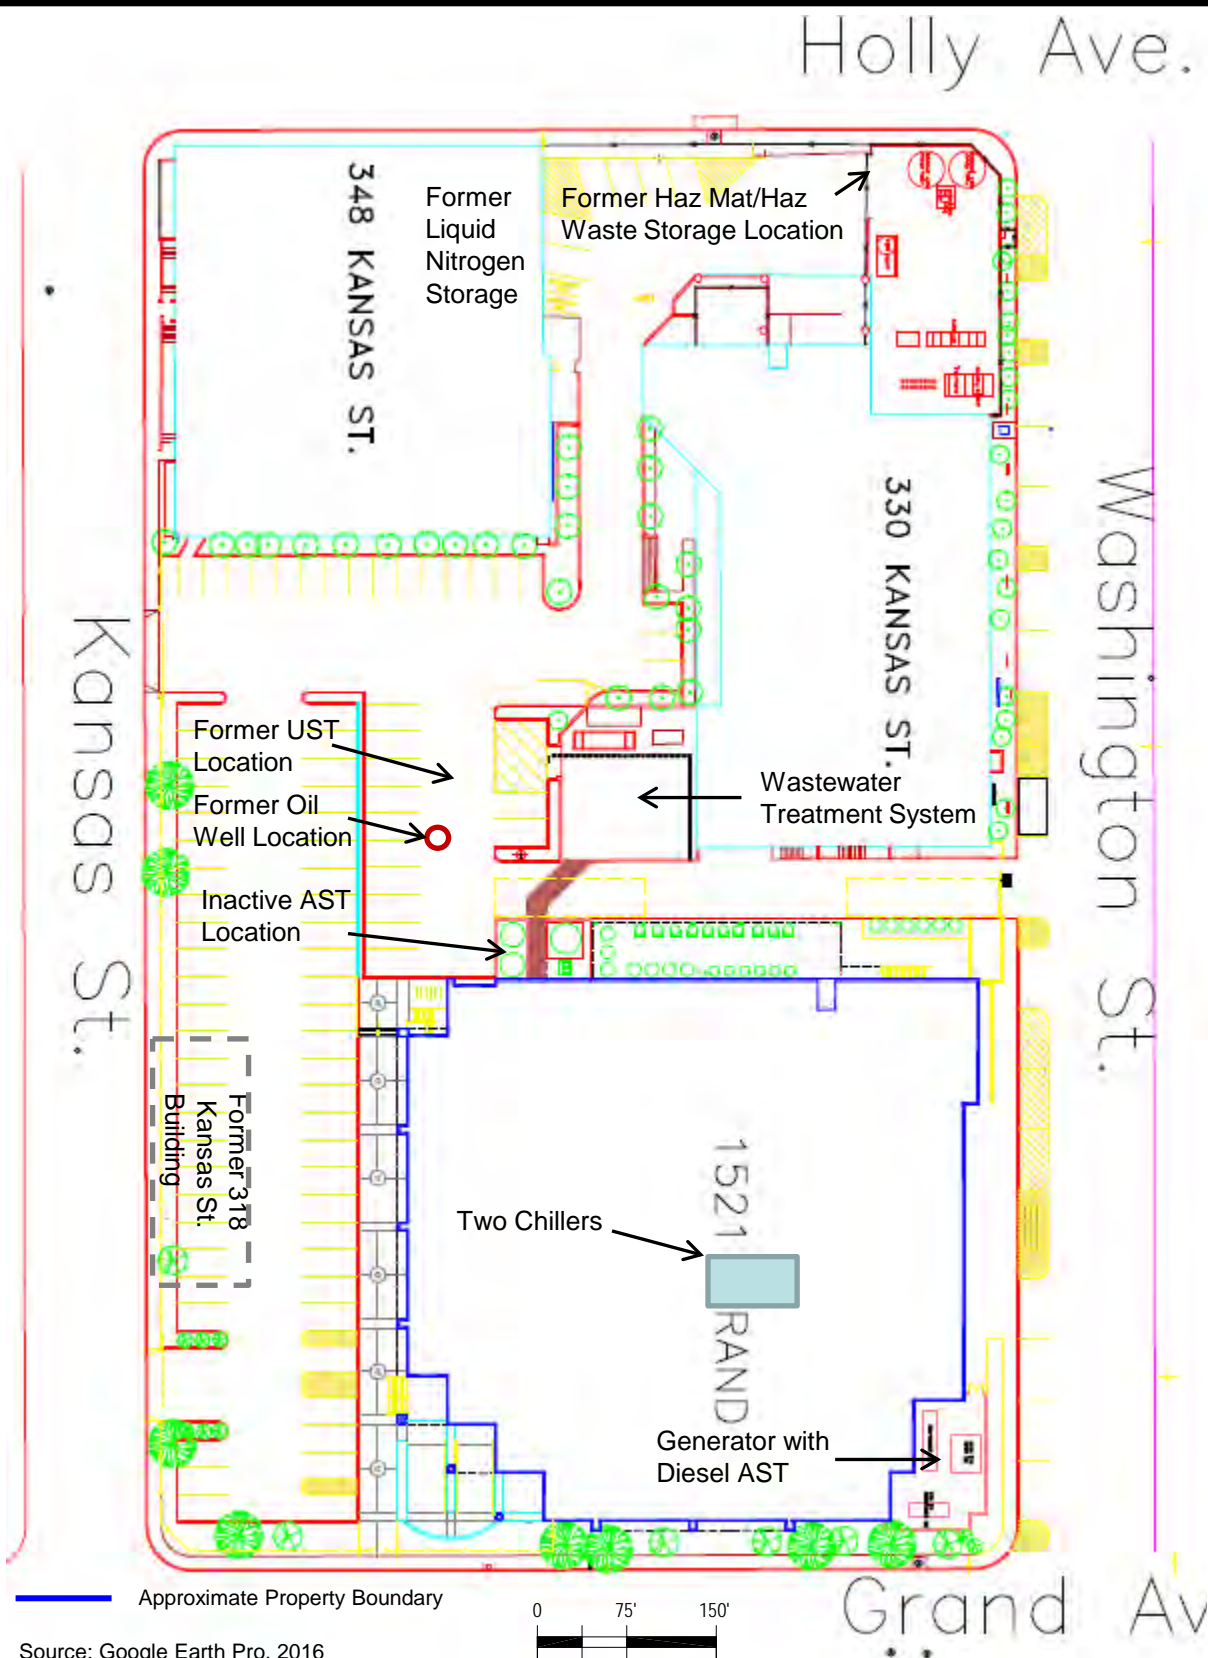 Holly Ave.
348 KANSAS ST.
Former
Liquid
Nitrogen
Storage
Former Haz Mat/Haz
Waste Storage Location
330 KANSAS ST.
Washington St.
Kansas St.
Former UST
Location
Former Oil
Well Location
Wastewater
Treatment System
Inactive AST
Location
Former 318
Kansas St.
Building
1521
RAND
Two Chillers
Generator with
Diesel AST
Approximate Property Boundary
0 75' 150'
Grand Av
Source: Google Earth Pro, 2016